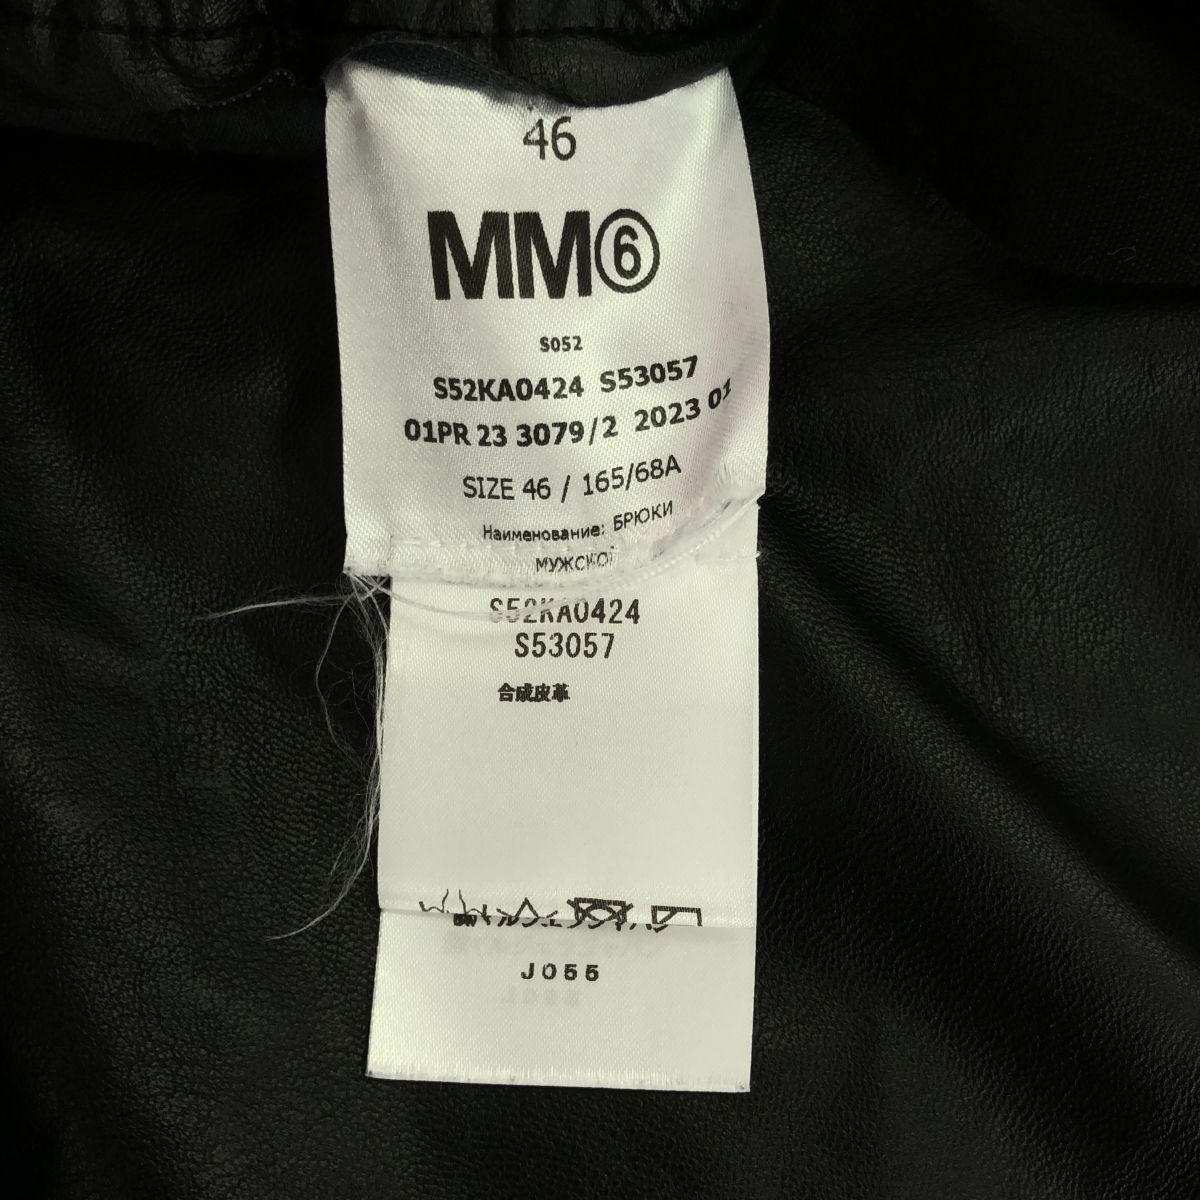 46
MM⑥
S052
S52KA0424 S53057
01PR 23 3079/2 2023 01
SIZE 46 / 165/68A
Наименование: БРЮКИ
МУЖСКОЙ
S52KA0424
S53057
合成皮革
J055